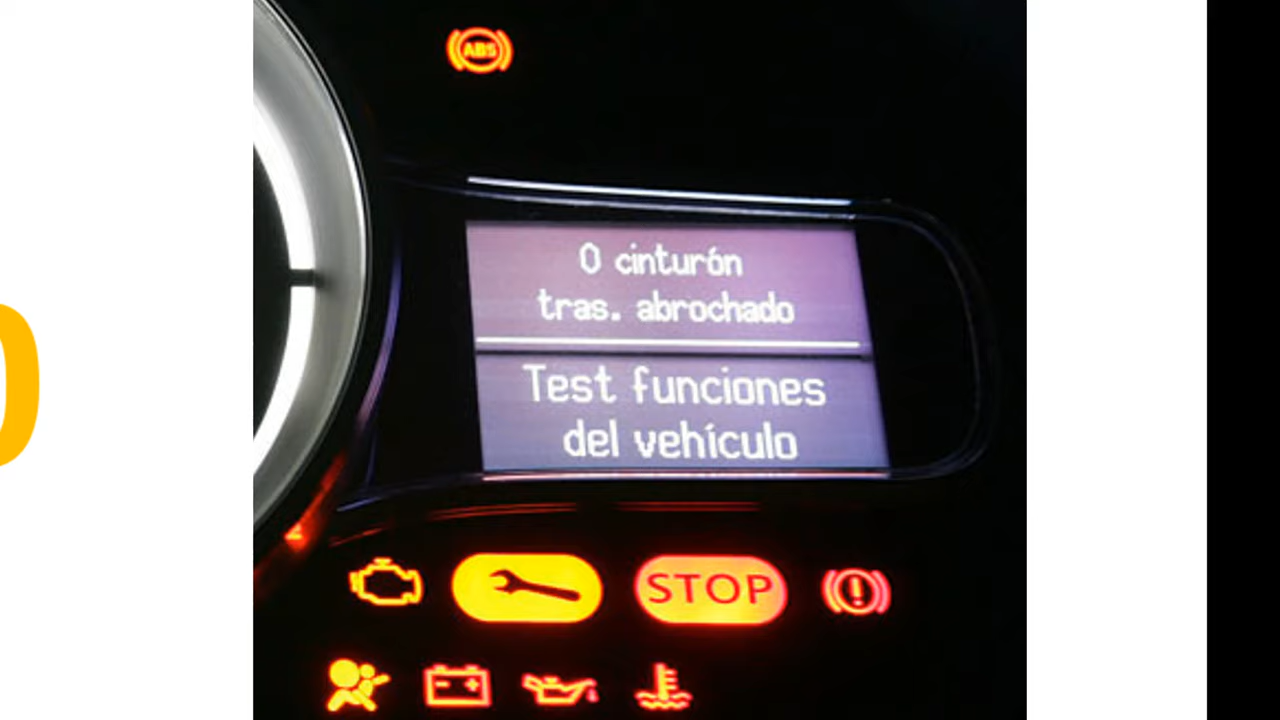 ABS
0 cinturón
tras. abrochado
Test funciones
del vehículo
STOP